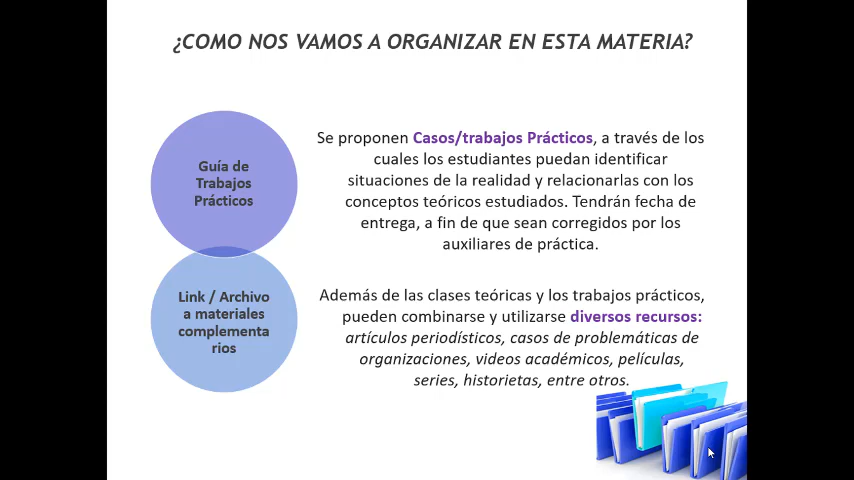 ¿COMO NOS VAMOS A ORGANIZAR EN ESTA MATERIA?
Guía de
Trabajos
Prácticos
Se proponen Casos/trabajos Prácticos, a través de los
cuales los estudiantes puedan identificar
situaciones de la realidad y relacionarlas con los
conceptos teóricos estudiados. Tendrán fecha de
entrega, a fin de que sean corregidos por los
auxiliares de práctica.
Link / Archivo
a materiales
complementa
rios
Además de las clases teóricas y los trabajos prácticos,
pueden combinarse y utilizarse diversos recursos:
artículos periodísticos, casos de problemáticas de
organizaciones, videos académicos, películas,
series, historietas, entre otros.